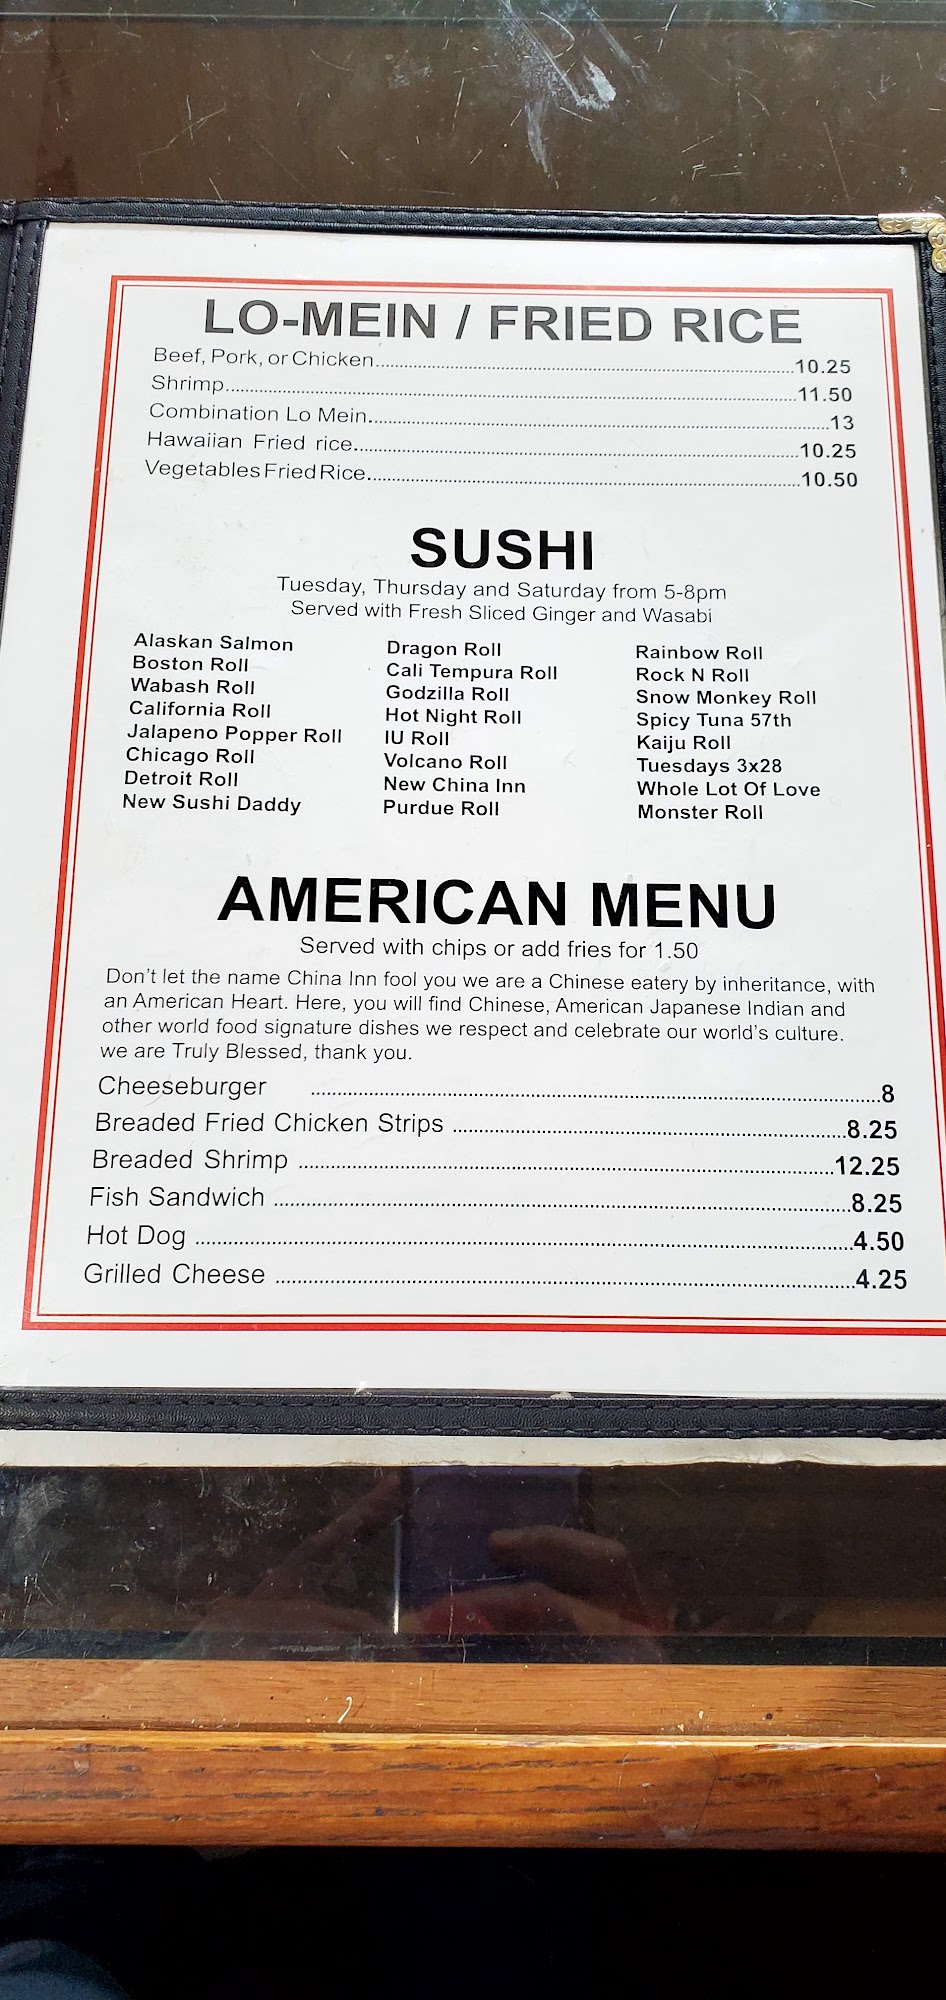 LO-MEIN / FRIED RICE
Beef, Pork, or Chicken.....10.25
Shrimp.....11.50
Combination Lo Mein.....13
Hawaiian Fried rice.....10.25
Vegetables Fried Rice.....10.50
SUSHI
Tuesday, Thursday and Saturday from 5-8pm
Served with Fresh Sliced Ginger and Wasabi
Alaskan Salmon
Boston Roll
Wabash Roll
California Roll
Jalapeno Popper Roll
Chicago Roll
Detroit Roll
New Sushi Daddy
Dragon Roll
Cali Tempura Roll
Godzilla Roll
Hot Night Roll
IU Roll
Volcano Roll
New China Inn
Purdue Roll
Rainbow Roll
Rock N Roll
Snow Monkey Roll
Spicy Tuna 57th
Kaiju Roll
Tuesdays 3x28
Whole Lot Of Love
Monster Roll
AMERICAN MENU
Served with chips or add fries for 1.50
Don't let the name China Inn fool you we are a Chinese eatery by inheritance, with
an American Heart. Here, you will find Chinese, American Japanese Indian and
other world food signature dishes we respect and celebrate our world's culture.
we are Truly Blessed, thank you.
Cheeseburger .....8
Breaded Fried Chicken Strips .....8.25
Breaded Shrimp .....12.25
Fish Sandwich .....8.25
Hot Dog .....4.50
Grilled Cheese .....4.25